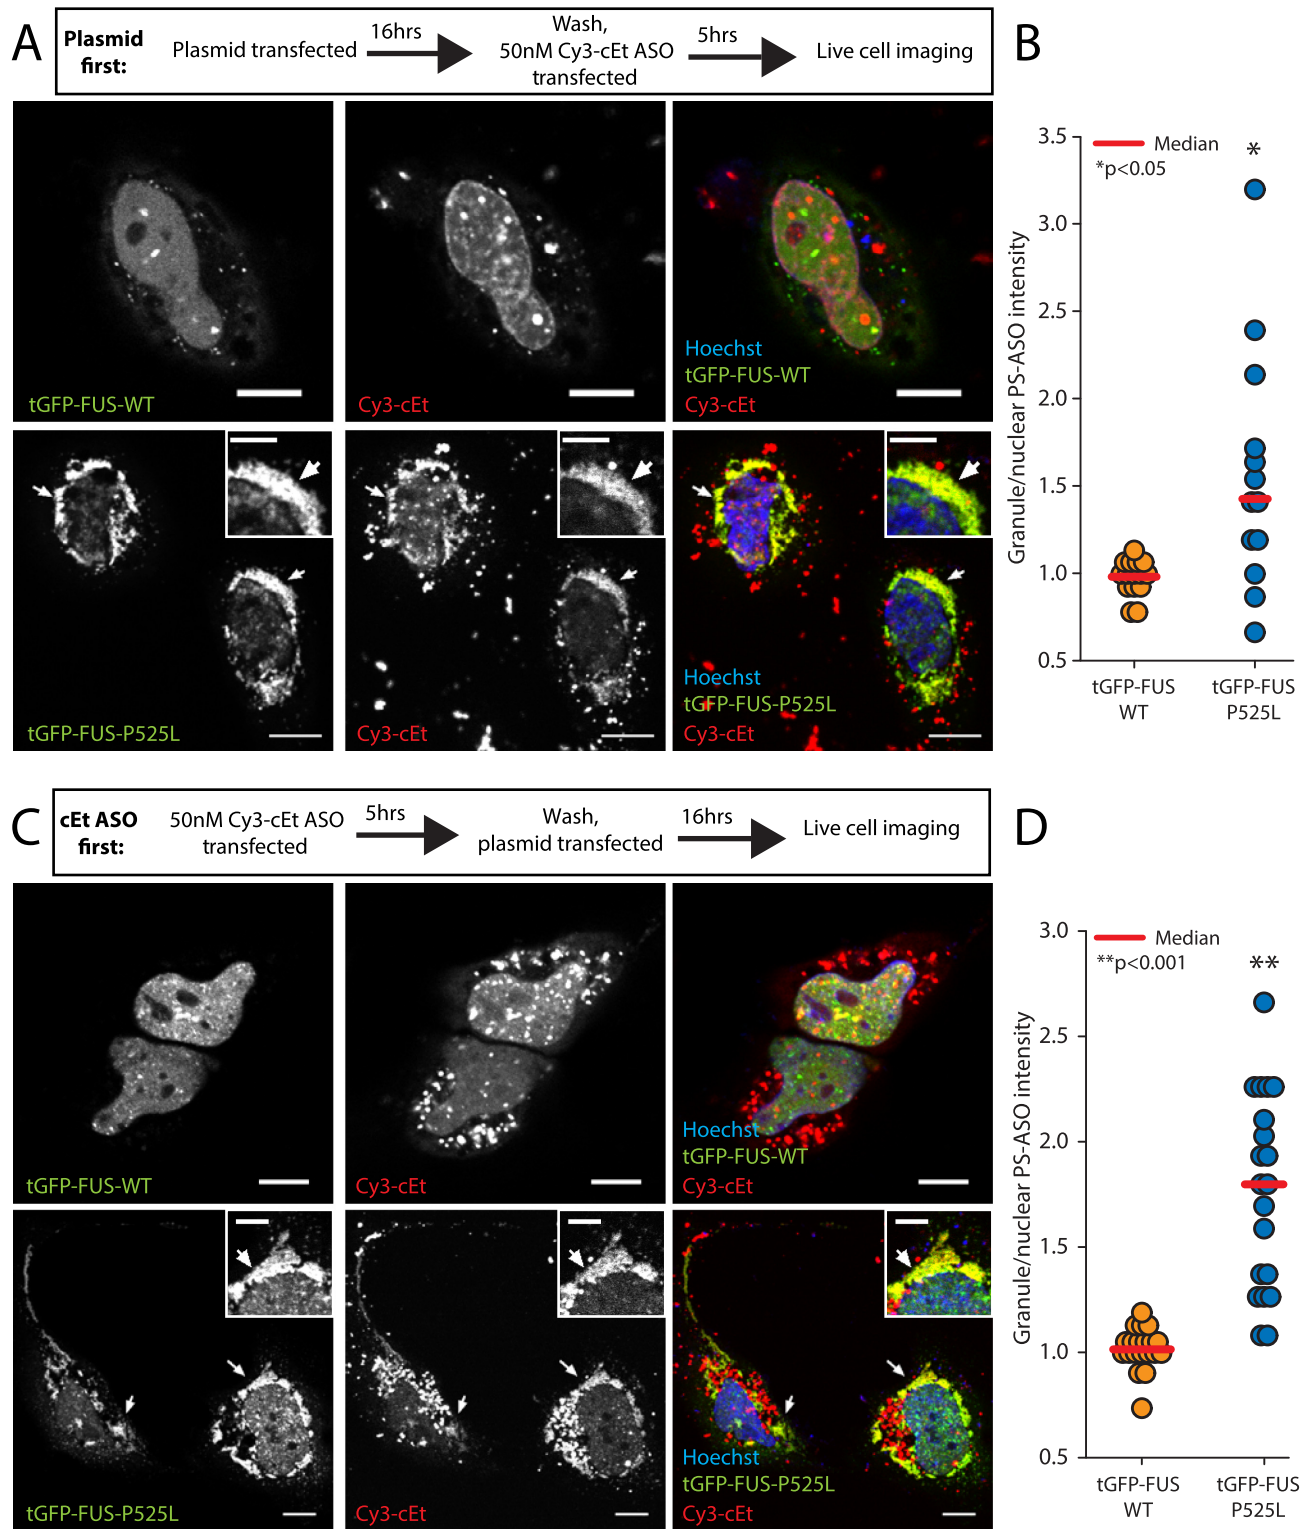 A
Plasmid first:
Plasmid transfected
16hrs
Wash,
50nM Cy3-cEt ASO
transfected
5hrs
Live cell imaging
tGFP-FUS-WT
Cy3-cEt
Hoechst
tGFP-FUS-WT
Cy3-cEt
tGFP-FUS-P525L
Cy3-cEt
Hoechst
tGFP-FUS-P525L
Cy3-cEt
B
Median
*p<0.05
*
3.5
3.0
2.5
2.0
1.5
1.0
0.5
Granule/nuclear PS-ASO intensity
tGFP-FUS
WT
tGFP-FUS
P525L
C
cEt ASO
first:
50nM Cy3-cEt ASO
transfected
5hrs
Wash,
plasmid transfected
16hrs
Live cell imaging
tGFP-FUS-WT
Cy3-cEt
Hoechst
tGFP-FUS-WT
Cy3-cEt
tGFP-FUS-P525L
Cy3-cEt
Hoechst
tGFP-FUS-P525L
Cy3-cEt
D
Median
**p<0.001
**
3.0
2.5
2.0
1.5
1.0
0.5
Granule/nuclear PS-ASO intensity
tGFP-FUS
WT
tGFP-FUS
P525L